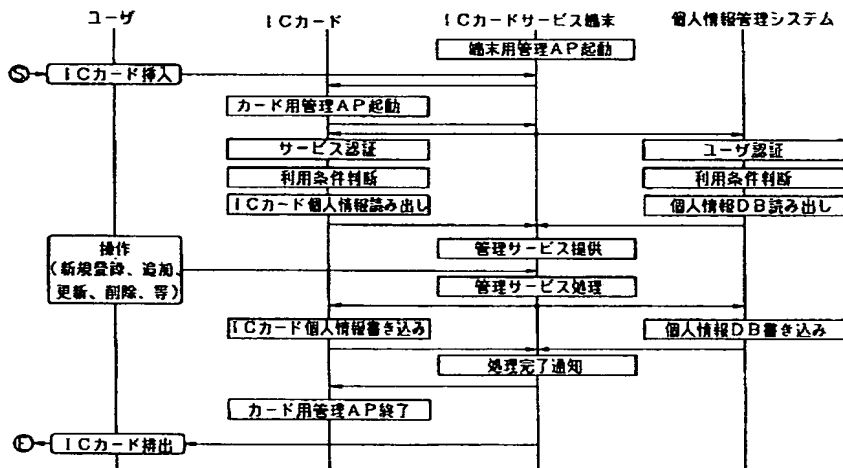 ユーザ
ICカード
ICカードサービス端末
個人情報管理システム
端末用管理AP起動
S
ICカード挿入
カード用管理AP起動
サービス認証
ユーザ認証
利用条件判断
利用条件判断
ICカード個人情報読み出し
個人情報DB読み出し
操作
(新規登録、追加、
更新、削除、等)
管理サービス提供
管理サービス処理
ICカード個人情報書き込み
個人情報DB書き込み
処理完了通知
カード用管理AP終了
E
ICカード排出